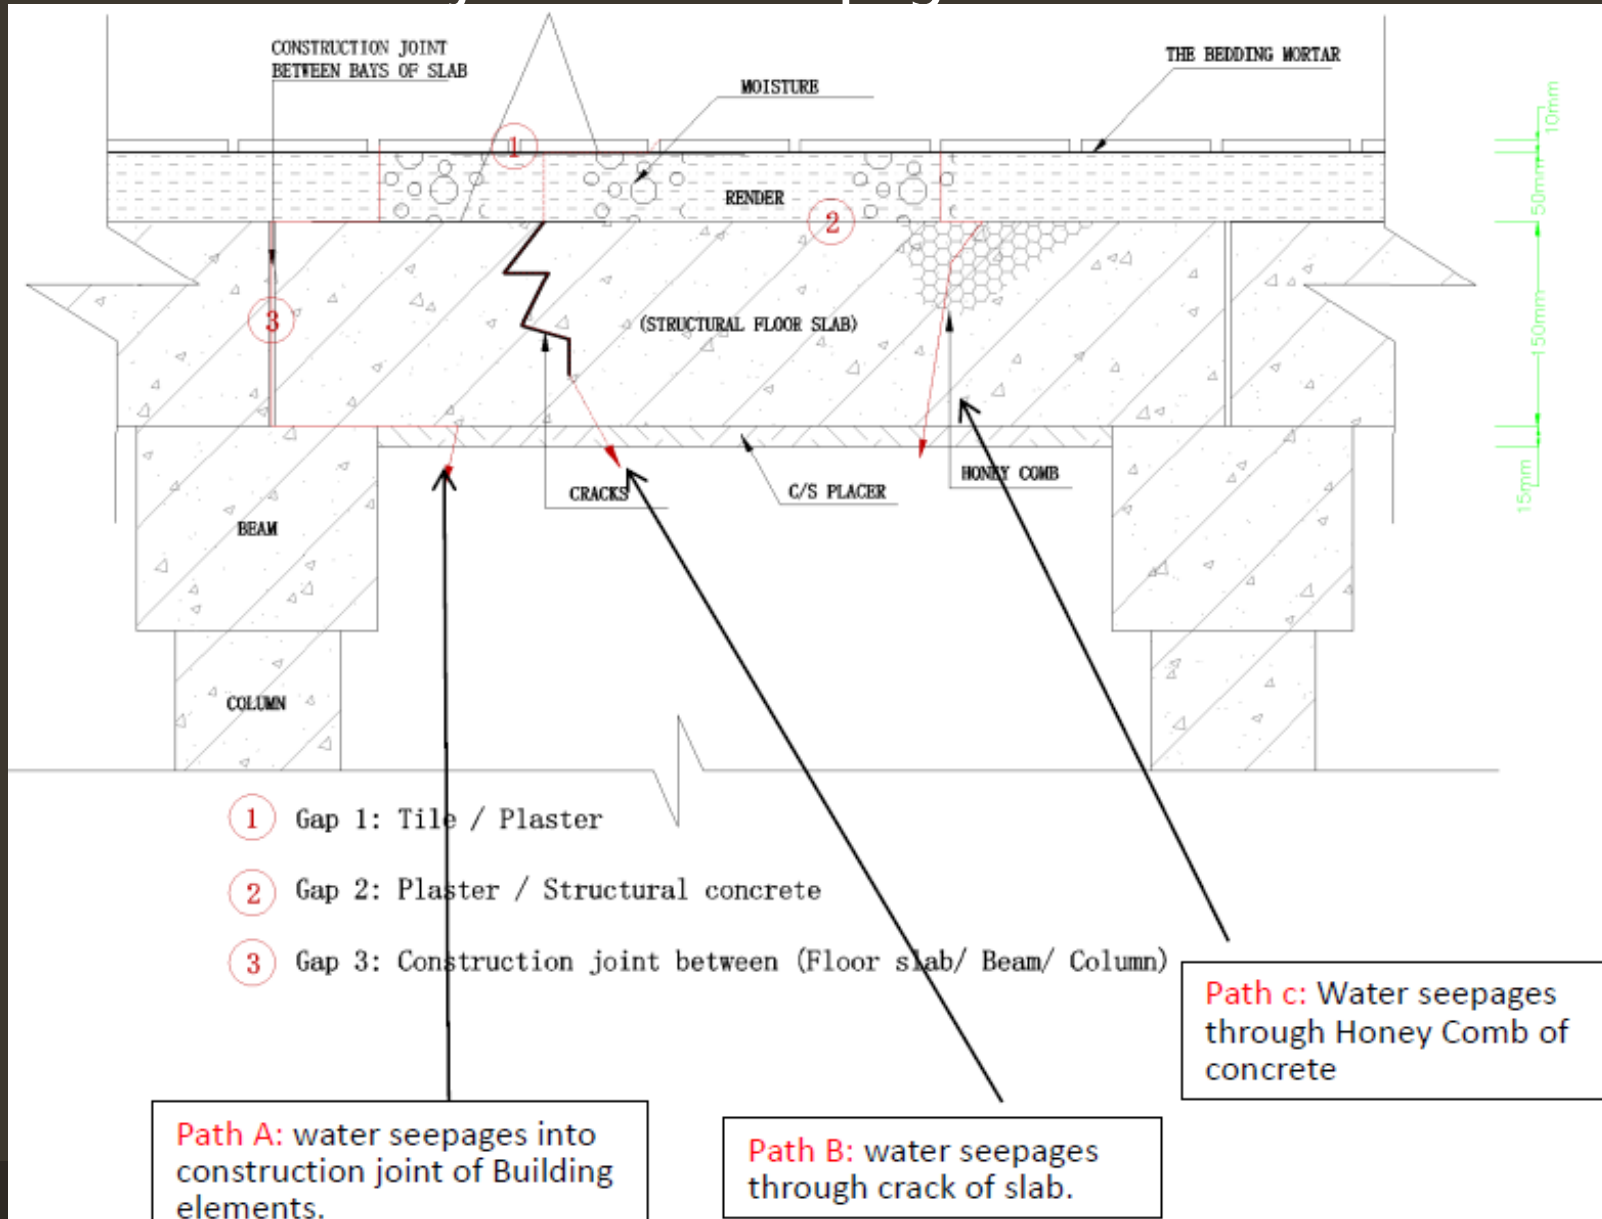 CONSTRUCTION JOINT
BETWEEN BAYS OF SLAB
MOISTURE
THE BEDDING MORTAR
10mm
1
RENDER
50mm
2
3
(STRUCTURAL FLOOR SLAB)
150mm
CRACKS
C/S PLACER
HONEY COMB
15mm
BEAM
COLUMN
1 Gap 1: Tile / Plaster
2 Gap 2: Plaster / Structural concrete
3 Gap 3: Construction joint between (Floor slab/ Beam/ Column)
Path c: Water seepages
through Honey Comb of
concrete
Path A: water seepages into
construction joint of Building
elements.
Path B: water seepages
through crack of slab.